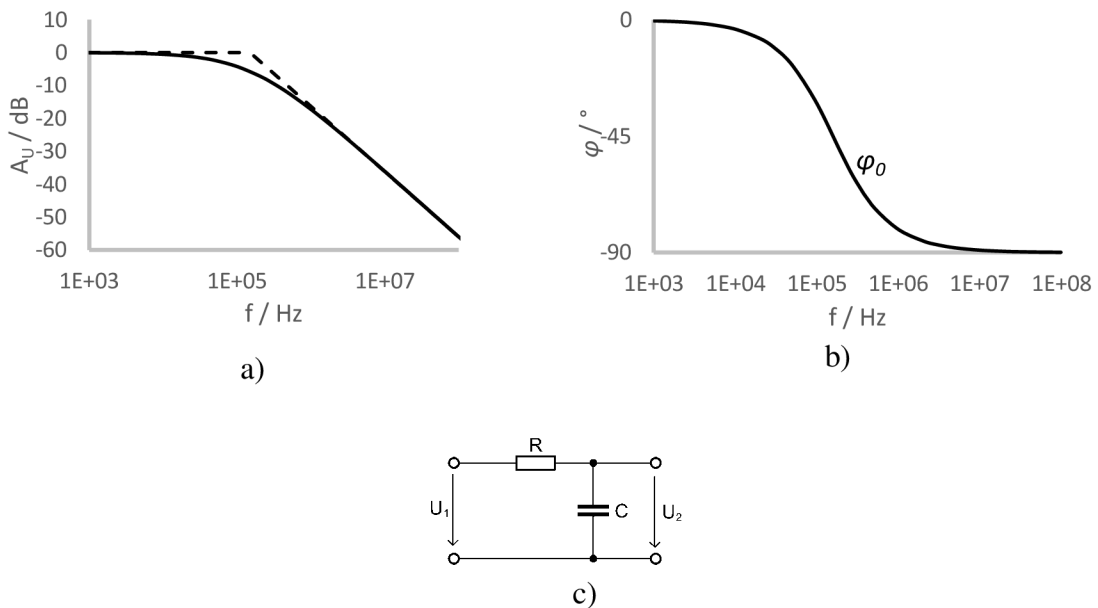 10
0
-10
-20
-30
-40
-50
-60
A_U / dB
1E+03 1E+05 1E+07
f / Hz
a)
0
-45
-90
φ / °
φ₀
1E+03 1E+04 1E+05 1E+06 1E+07 1E+08
f / Hz
b)
R
U₁ C U₂
c)